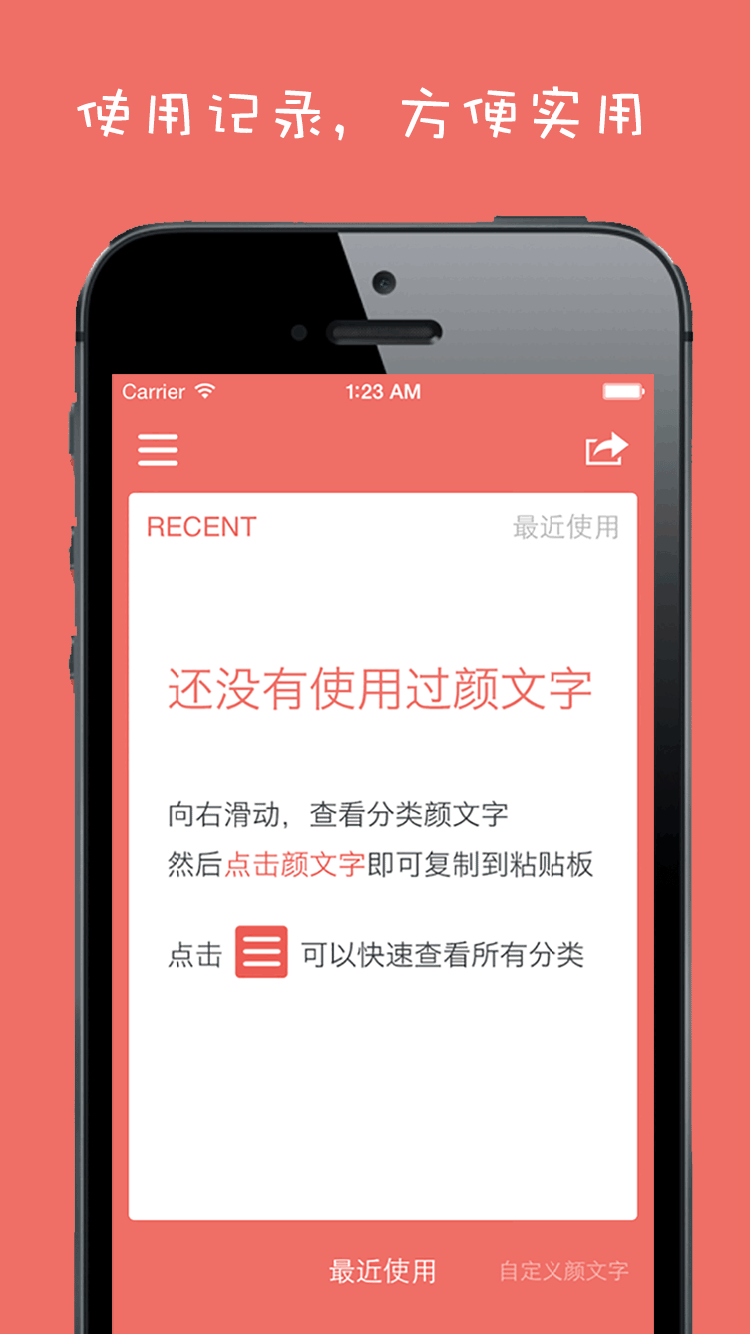 使用记录，方便实用
Carrier 1:23 AM
RECENT 最近使用
还没有使用过颜文字
向右滑动，查看分类颜文字
然后点击颜文字即可复制到粘贴板
点击 可以快速查看所有分类
最近使用 自定义颜文字